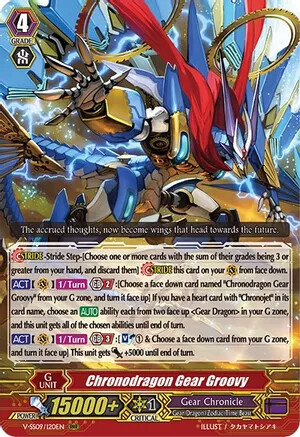 4
GRADE
The accrued thoughts, now become wings that head towards the future.
STRIDE -Stride Step-[Choose one or more cards with the sum of their grades being 3 or
greater from your hand, and discard them] STRIDE this card on your from face down.
ACT 1/Turn [Choose a face down card named "Chronodragon Gear
Groovy" from your G zone, and turn it face up] If you have a heart card with "Chronojet" in its
card name, choose an AUTO ability each from two face up <Gear Dragon> in your G zone,
and this unit gets all of the chosen abilities until end of turn.
ACT 1/Turn [Choose a face down card from your G zone,
and turn it face up] This unit gets +5000 until end of turn.
G
UNIT
Chronodragon Gear Groovy
POWER
15000+
1
CRITICAL
Gear Chronicle
Gear Dragon/Zodiac Time Beast
V-SS09/120EN
RRR
ILLUST / タカヤマトシアキ